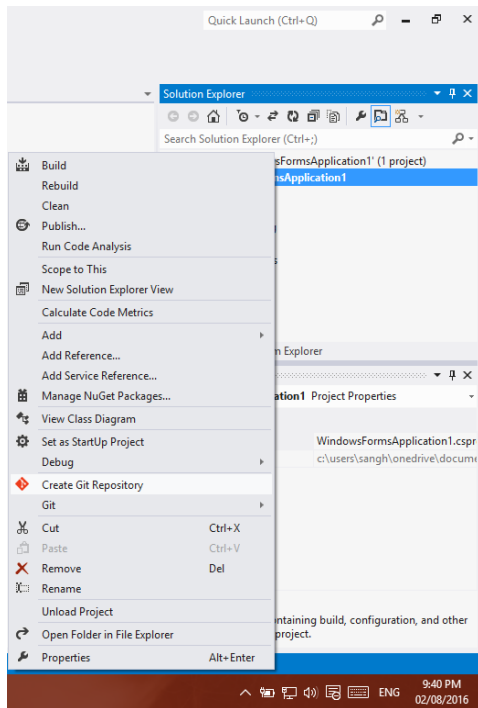 Quick Launch (Ctrl+Q)
Solution Explorer
Search Solution Explorer (Ctrl+;)
sFormsApplication1' (1 project)
nsApplication1
Build
Rebuild
Clean
Publish...
Run Code Analysis
Scope to This
New Solution Explorer View
Calculate Code Metrics
Add
Add Reference...
n Explorer
Add Service Reference...
Manage NuGet Packages...
ation1 Project Properties
View Class Diagram
Set as StartUp Project
WindowsFormsApplication1.cspr
Debug
c:\users\sangh\onedrive\docume
Create Git Repository
Git
Cut Ctrl+X
Paste Ctrl+V
Remove Del
Rename
Unload Project
ntaining build, configuration, and other
project.
Open Folder in File Explorer
Properties Alt+Enter
ENG
9:40 PM
02/08/2016